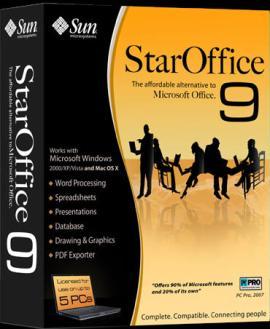 Sun
microsystems
StarOffice 9
The affordable alternative to
Microsoft Office.
Works with
Microsoft Windows
2000/XP/Vista and Mac OS X
• Word Processing
• Spreadsheets
• Presentations
• Database
• Drawing & Graphics
• PDF Exporter
Licensed for
use on up to
5 PCs
Sun
microsystems
StarOffice
The affordable alternative to
Microsoft Office.
9
"Offers 90% of Microsoft features
and 20% of its own"
PC PRO
PC Pro, 2007
Complete. Compatible. Connecting people